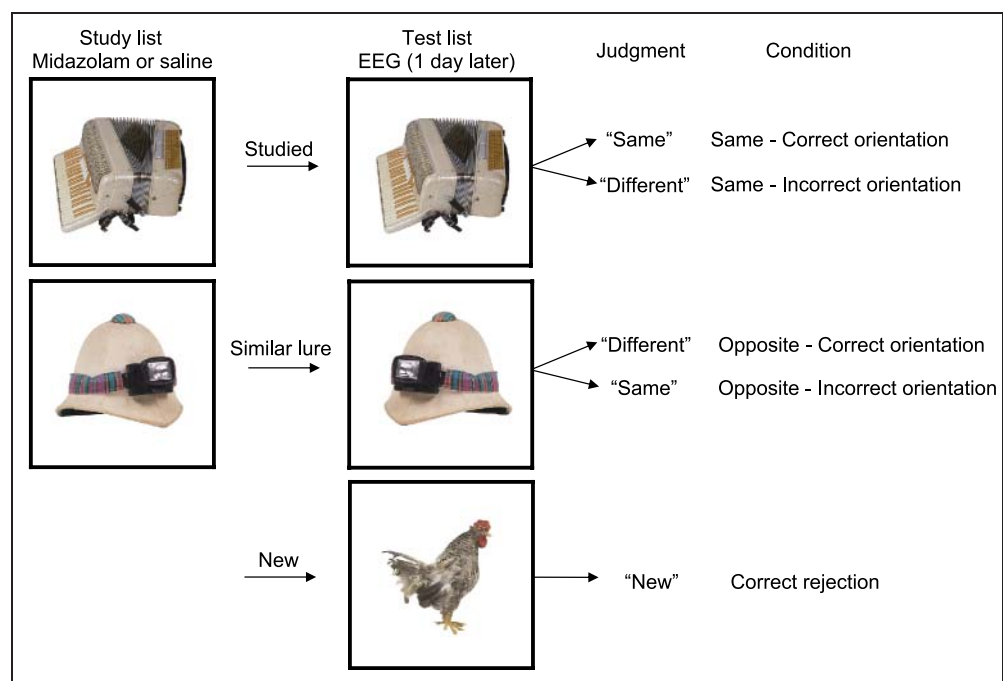 Study list
Midazolam or saline
Test list
EEG (1 day later)
Judgment
Condition
Studied
“Same”
Same - Correct orientation
“Different”
Same - Incorrect orientation
Similar lure
“Different”
Opposite - Correct orientation
“Same”
Opposite - Incorrect orientation
New
“New”
Correct rejection